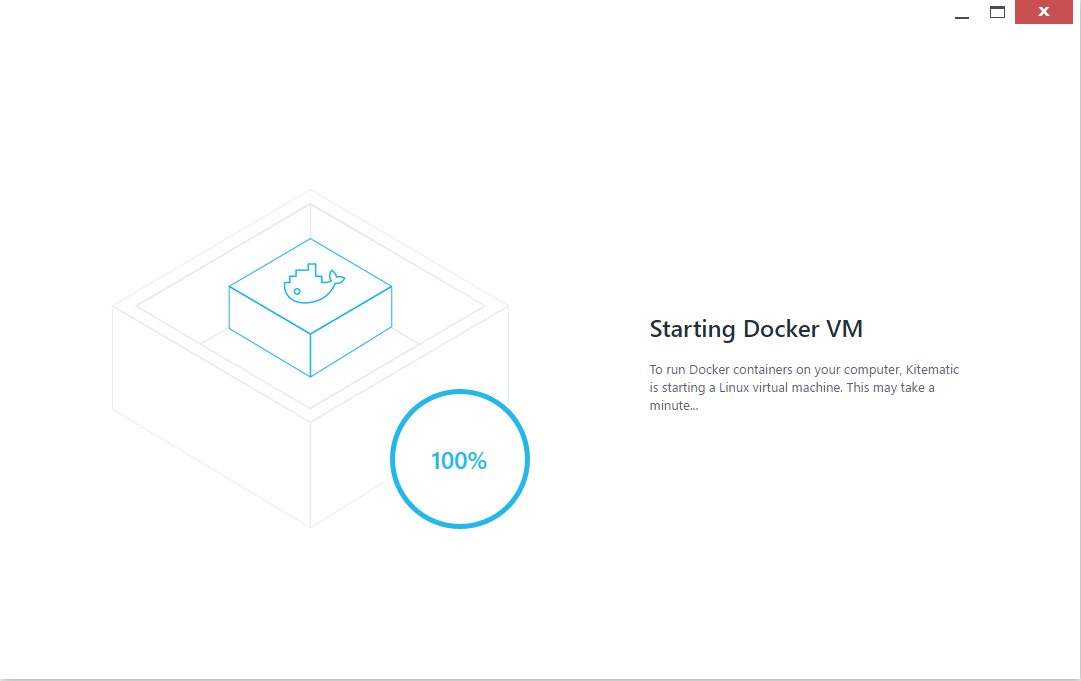 Starting Docker VM
To run Docker containers on your computer, Kitematic
is starting a Linux virtual machine. This may take a
minute...
100%